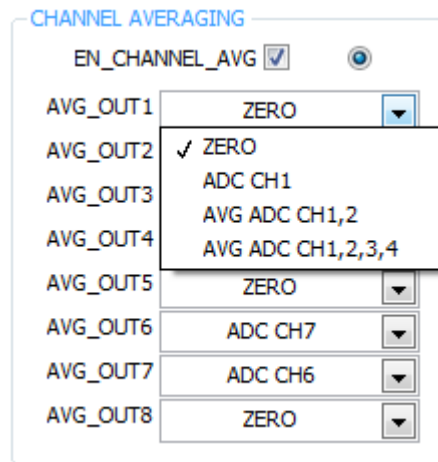 CHANNEL AVERAGING
EN_CHANNEL_AVG
AVG_OUT1 ZERO
AVG_OUT2 ZERO
AVG_OUT3 ADC CH1
AVG_OUT4 AVG ADC CH1,2
AVG ADC CH1,2,3,4
AVG_OUT5 ZERO
AVG_OUT6 ADC CH7
AVG_OUT7 ADC CH6
AVG_OUT8 ZERO